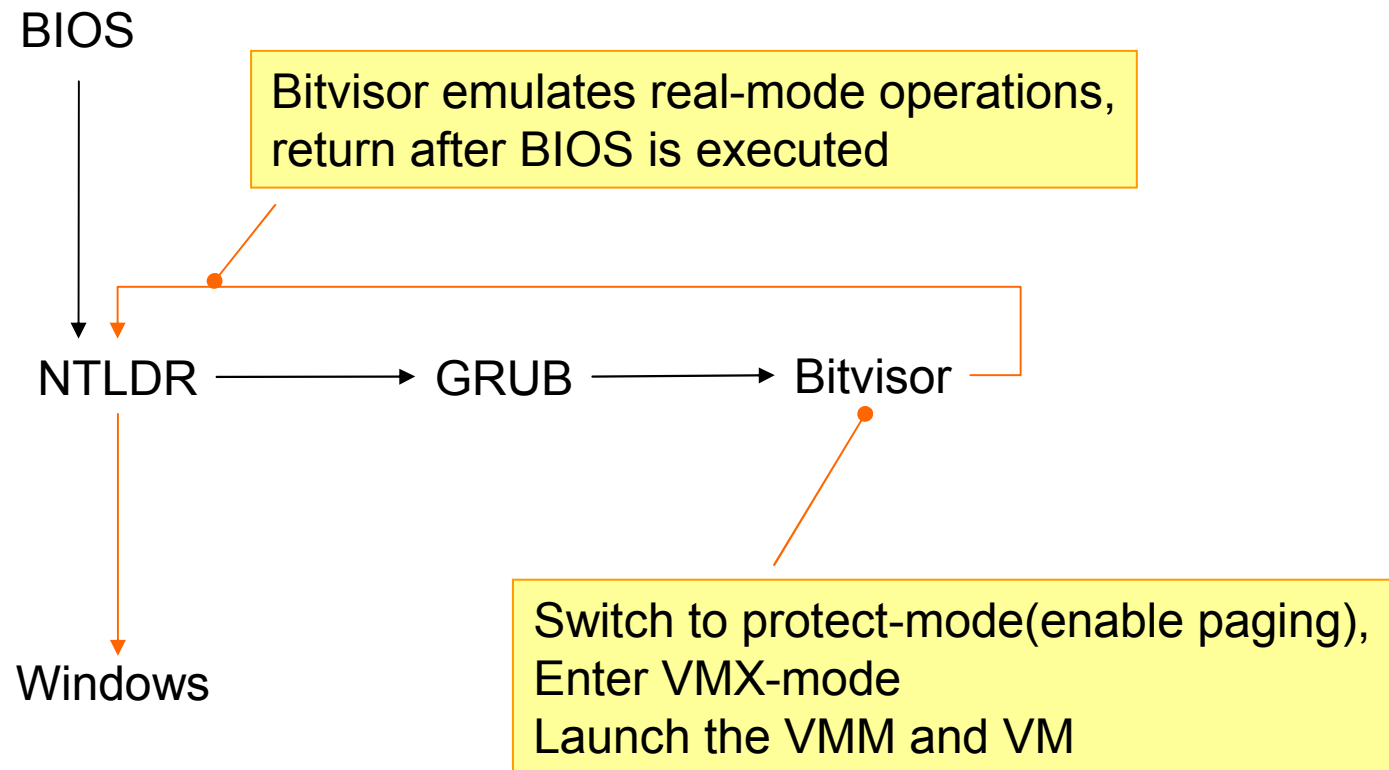 BIOS
Bitvisor emulates real-mode operations,
return after BIOS is executed
NTLDR
GRUB
Bitvisor
Windows
Switch to protect-mode(enable paging),
Enter VMX-mode
Launch the VMM and VM